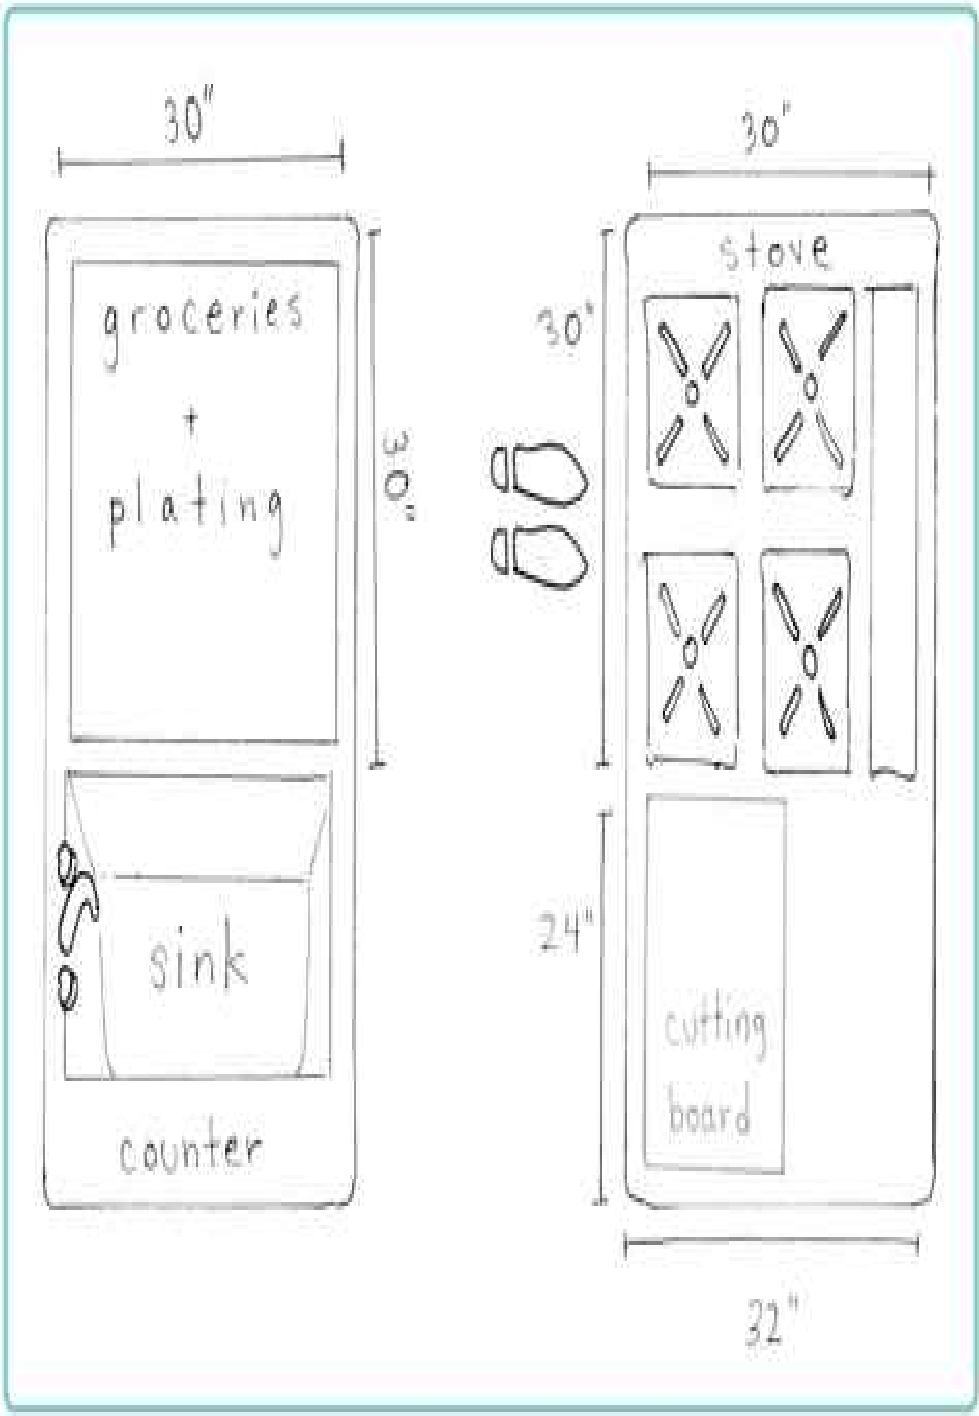 30"
30"
stove
groceries
+
plating
30"
30"
sink
24"
cutting
board
counter
32"